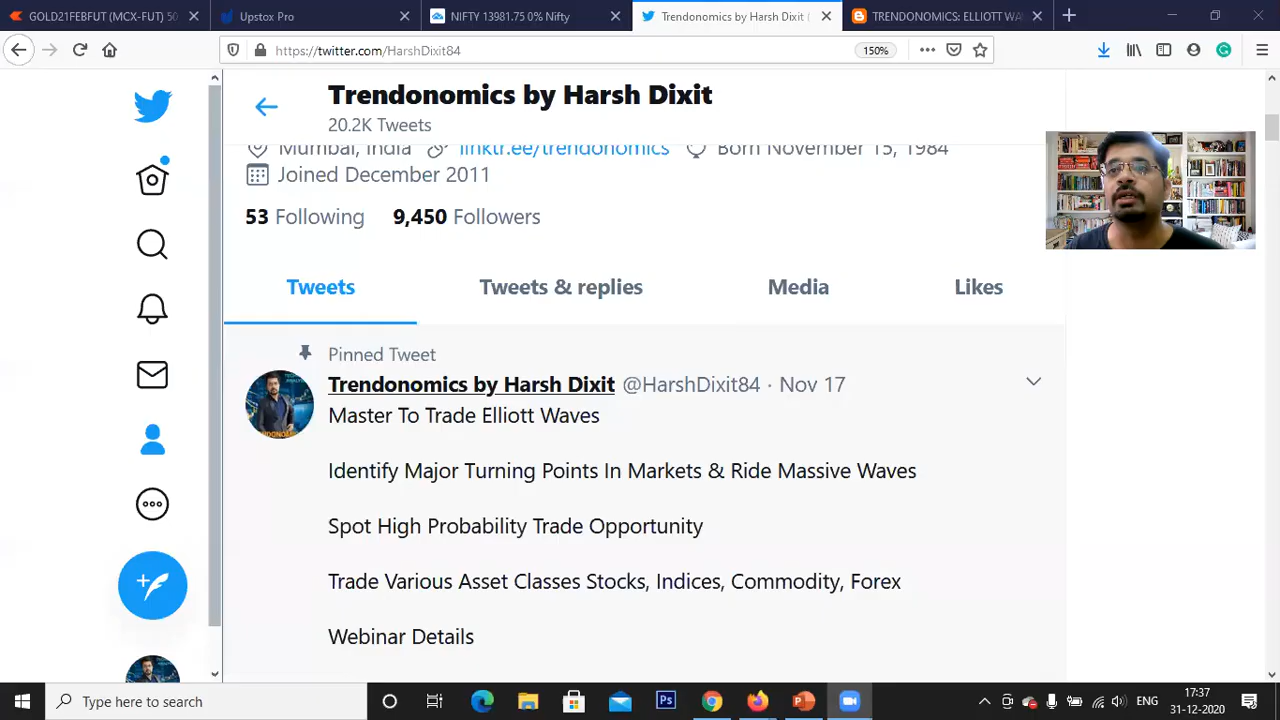 GOLD21FEBFUT (MCX-FUT) 50
Upstox Pro
NIFTY 13981.75 0% Nifty
Trendonomics by Harsh Dixit (
TRENDONOMICS: ELLIOTT WA
https://twitter.com/HarshDixit84
150%
Trendonomics by Harsh Dixit
20.2K Tweets
Mumbai, India linktr.ee/trendonomics Born November 15, 1984
Joined December 2011
53 Following 9,450 Followers
Tweets Tweets & replies Media Likes
Pinned Tweet
Trendonomics by Harsh Dixit @HarshDixit84 · Nov 17
Master To Trade Elliott Waves
Identify Major Turning Points In Markets & Ride Massive Waves
Spot High Probability Trade Opportunity
Trade Various Asset Classes Stocks, Indices, Commodity, Forex
Webinar Details
Type here to search
Ps
ENG
17:37
31-12-2020